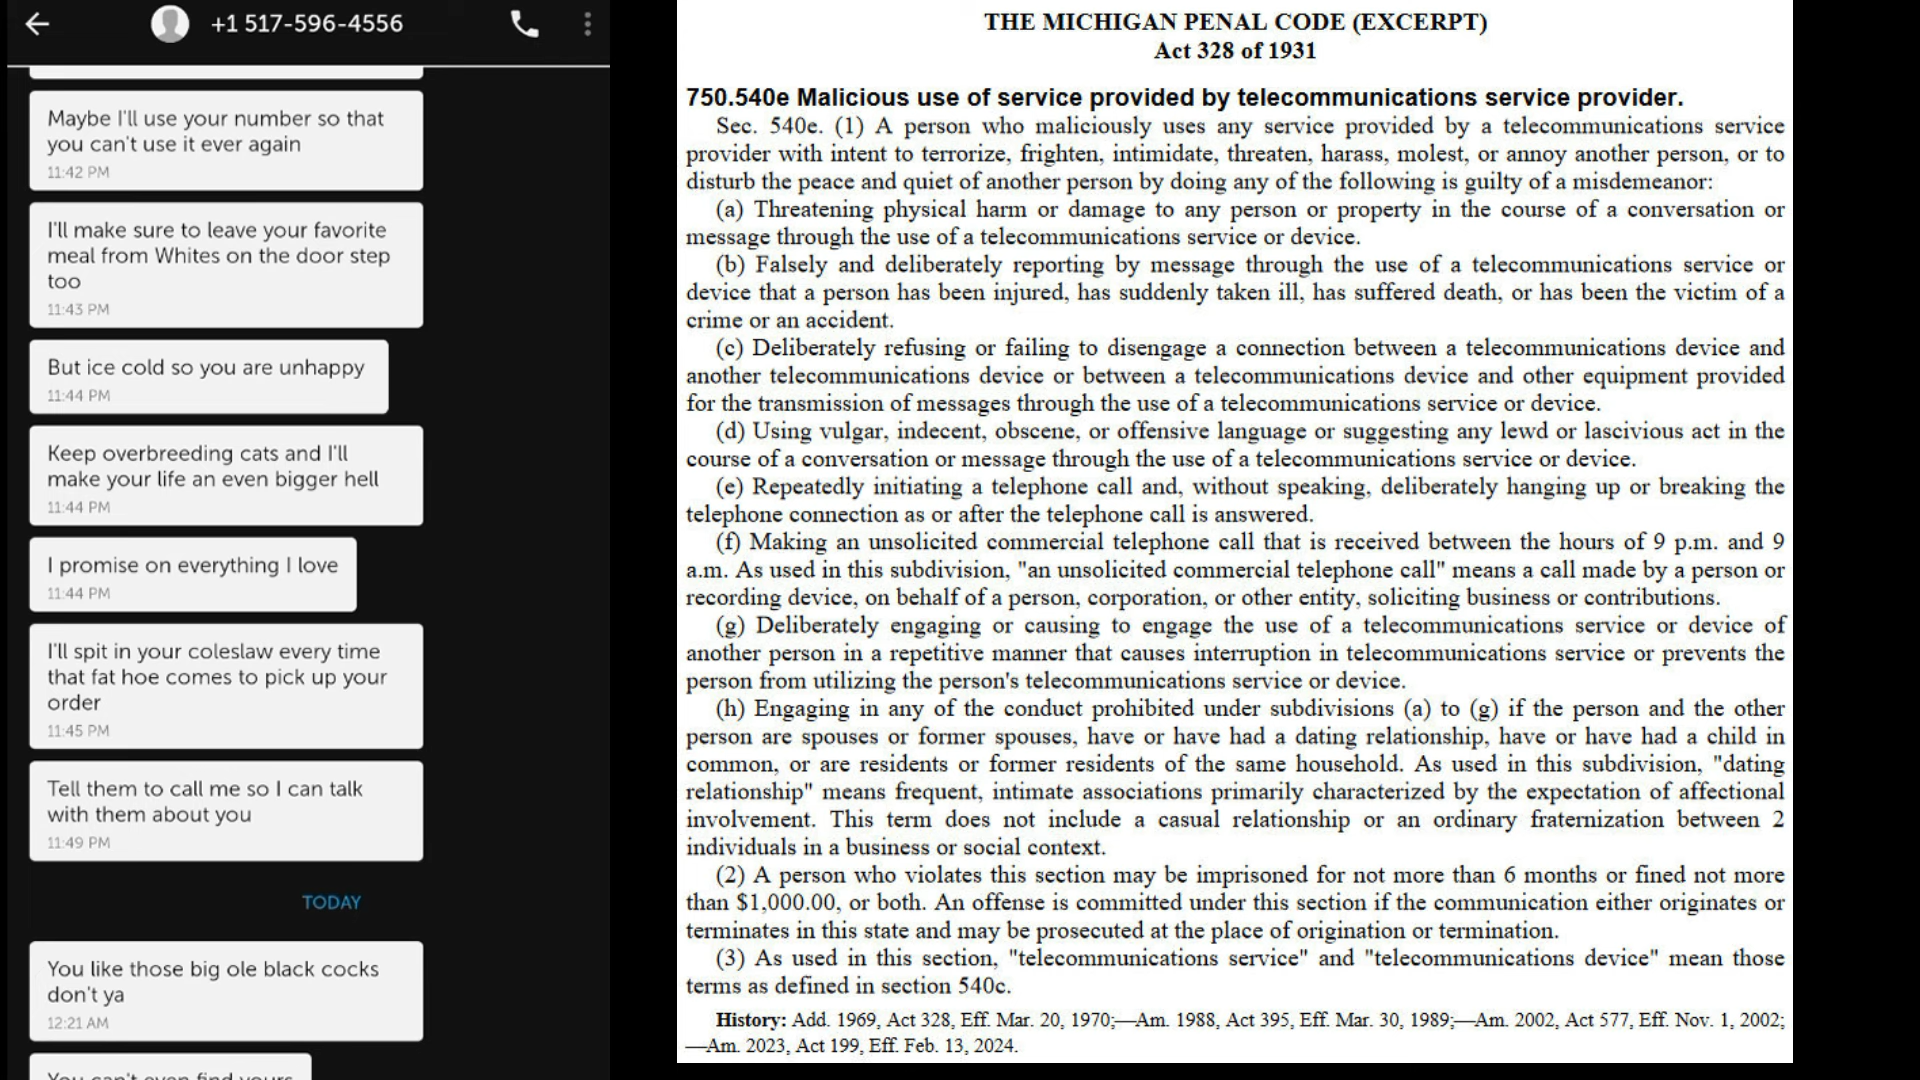 +1 517-596-4556
Maybe I'll use your number so that
you can't use it ever again
11:42 PM
I'll make sure to leave your favorite
meal from Whites on the door step
too
11:43 PM
But ice cold so you are unhappy
11:44 PM
Keep overbreeding cats and I'll
make your life an even bigger hell
11:44 PM
I promise on everything I love
11:44 PM
I'll spit in your coleslaw every time
that fat hoe comes to pick up your
order
11:45 PM
Tell them to call me so I can talk
with them about you
11:49 PM
TODAY
You like those big ole black cocks
don't ya
12:21 AM
You can't even find yours
THE MICHIGAN PENAL CODE (EXCERPT)
Act 328 of 1931
750.540e Malicious use of service provided by telecommunications service provider.
Sec. 540e. (1) A person who maliciously uses any service provided by a telecommunications service
provider with intent to terrorize, frighten, intimidate, threaten, harass, molest, or annoy another person, or to
disturb the peace and quiet of another person by doing any of the following is guilty of a misdemeanor:
(a) Threatening physical harm or damage to any person or property in the course of a conversation or
message through the use of a telecommunications service or device.
(b) Falsely and deliberately reporting by message through the use of a telecommunications service or
device that a person has been injured, has suddenly taken ill, has suffered death, or has been the victim of a
crime or an accident.
(c) Deliberately refusing or failing to disengage a connection between a telecommunications device and
another telecommunications device or between a telecommunications device and other equipment provided
for the transmission of messages through the use of a telecommunications service or device.
(d) Using vulgar, indecent, obscene, or offensive language or suggesting any lewd or lascivious act in the
course of a conversation or message through the use of a telecommunications service or device.
(e) Repeatedly initiating a telephone call and, without speaking, deliberately hanging up or breaking the
telephone connection as or after the telephone call is answered.
(f) Making an unsolicited commercial telephone call that is received between the hours of 9 p.m. and 9
a.m. As used in this subdivision, "an unsolicited commercial telephone call" means a call made by a person or
recording device, on behalf of a person, corporation, or other entity, soliciting business or contributions.
(g) Deliberately engaging or causing to engage the use of a telecommunications service or device of
another person in a repetitive manner that causes interruption in telecommunications service or prevents the
person from utilizing the person's telecommunications service or device.
(h) Engaging in any of the conduct prohibited under subdivisions (a) to (g) if the person and the other
person are spouses or former spouses, have or have had a dating relationship, have or have had a child in
common, or are residents or former residents of the same household. As used in this subdivision, "dating
relationship" means frequent, intimate associations primarily characterized by the expectation of affectional
involvement. This term does not include a casual relationship or an ordinary fraternization between 2
individuals in a business or social context.
(2) A person who violates this section may be imprisoned for not more than 6 months or fined not more
than $1,000.00, or both. An offense is committed under this section if the communication either originates or
terminates in this state and may be prosecuted at the place of origination or termination.
(3) As used in this section, "telecommunications service" and "telecommunications device" mean those
terms as defined in section 540c.
History: Add. 1969, Act 328, Eff. Mar. 20, 1970;—Am. 1988, Act 395, Eff. Mar. 30, 1989;—Am. 2002, Act 577, Eff. Nov. 1, 2002;
—Am. 2023, Act 199, Eff. Feb. 13, 2024.